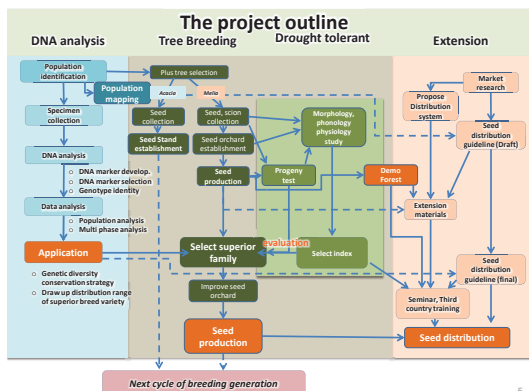 The project outline
DNA analysis
Tree Breeding
Drought tolerant
Extension
Population
identification
Population
mapping
Specimen
collection
DNA analysis
o DNA marker develop.
o DNA marker selection
o Genotype identity
Data analysis
o Population analysis
o Multi phase analysis
Application
o Genetic diversity
conservation strategy
o Draw up distribution range
of superior breed variety
Plus tree selection
Acacia
Melia
Seed
collection
Seed, scion
collection
Seed Stand
establishment
Seed orchard
establishment
Seed
production
Select superior
family
Improve seed
orchard
Seed
production
Next cycle of breeding generation
Morphology,
phonology
physiology
study
Progeny
test
evaluation
Select index
Demo
Forest
Market
research
Propose
Distribution
system
Seed
distribution
guideline (Draft)
Extension
materials
Seed
distribution
guideline (final)
Seminar, Third
country training
Seed distribution